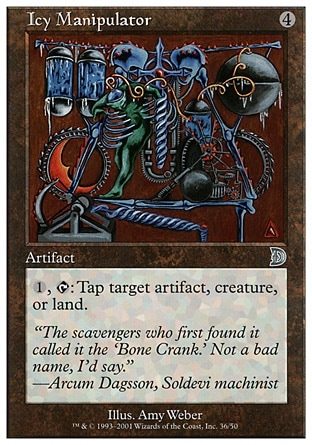 Icy Manipulator 4
Artifact
1, : Tap target artifact, creature,
or land.
"The scavengers who first found it
called it the 'Bone Crank.' Not a bad
name, I'd say."
—Arcum Dagsson, Soldevi machinist
Illus. Amy Weber
™ & © 1993–2001 Wizards of the Coast, Inc. 36/50